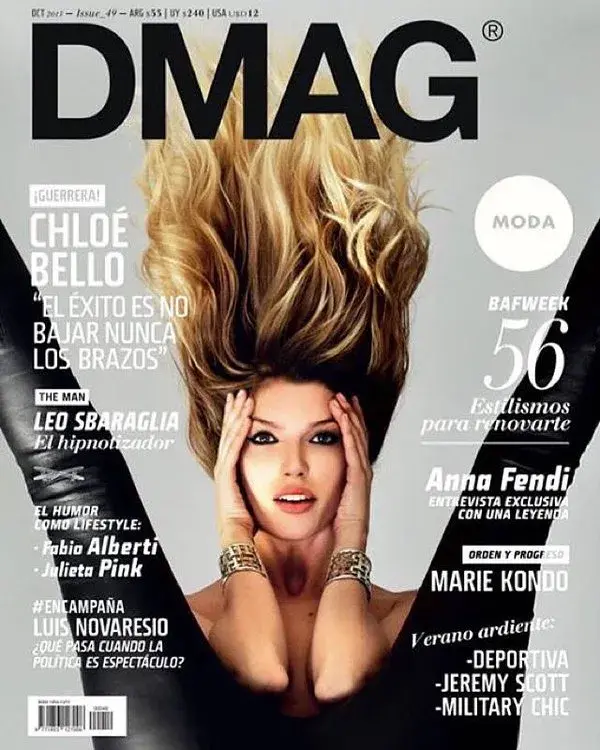 OCT 2017 – Issue_49 – ARG $55 | UY $240 | USA USD 12
DMAG®
¡GUERRERA!
CHLOÉ
BELLO
"EL ÉXITO ES NO
BAJAR NUNCA
LOS BRAZOS"
THE MAN
LEO SBARAGLIA
El hipnotizador
EL HUMOR
COMO LIFESTYLE:
· Fabio Alberti
· Julieta Pink
#ENCAMPAÑA
LUIS NOVARESIO
¿QUÉ PASA CUANDO LA
POLÍTICA ES ESPECTÁCULO?
MODA
BAFWEEK
56
Estilismos
para renovarte
Anna Fendi
ENTREVISTA EXCLUSIVA
CON UNA LEYENDA
ORDEN Y PROGRESO
MARIE KONDO
Verano ardiente:
-DEPORTIVA
-JEREMY SCOTT
-MILITARY CHIC